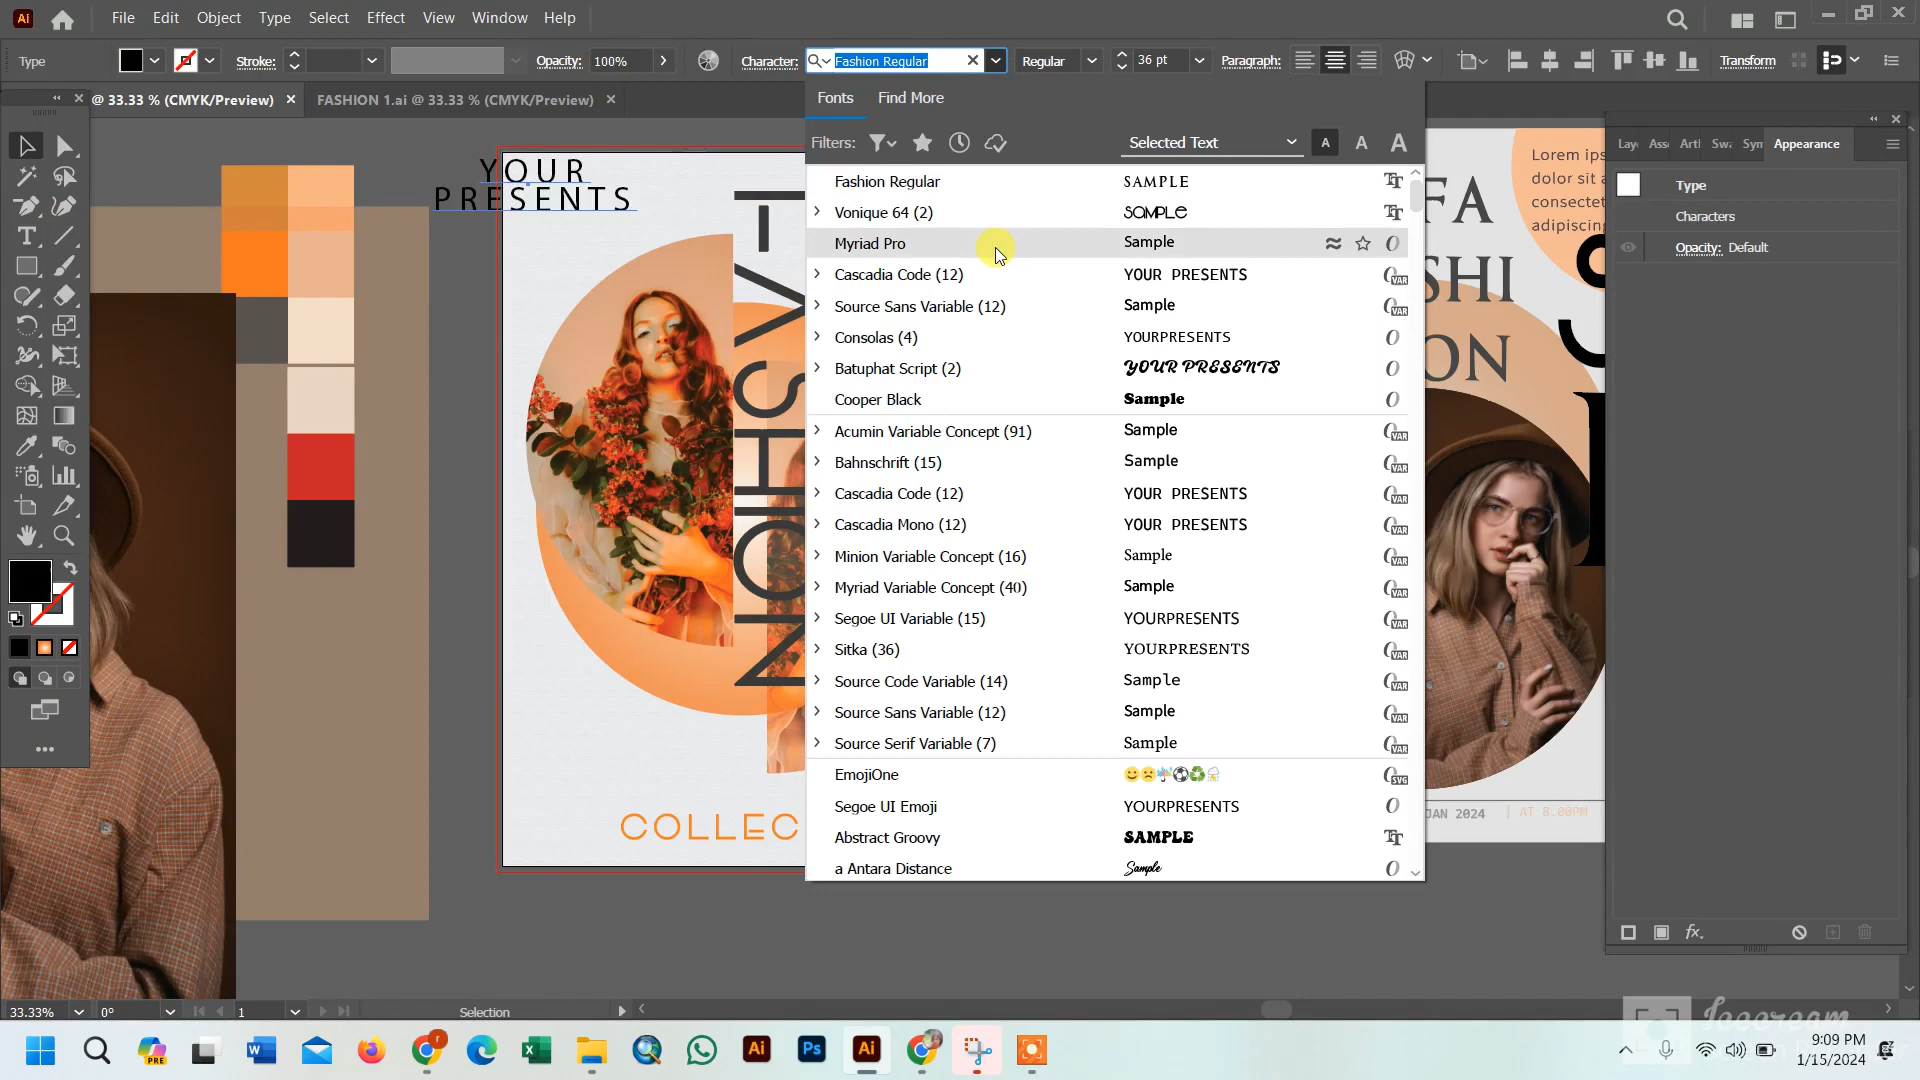 File Edit Object Type Select Effect View Window Help
Type Stroke: Opacity: 100% Character: Fashion Regular Regular 36 pt Paragraph: Transform
@ 33.33 % (CMYK/Preview) FASHION 1.ai @ 33.33 % (CMYK/Preview)
Fonts Find More
Filters: Selected Text A A A
Fashion Regular SAMPLE
Vonique 64 (2) SAMPLE
Myriad Pro Sample
Cascadia Code (12) YOUR PRESENTS
Source Sans Variable (12) Sample
Consolas (4) YOURPRESENTS
Batuphat Script (2) YOUR PRESENTS
Cooper Black Sample
Acumin Variable Concept (91) Sample
Bahnschrift (15) Sample
Cascadia Code (12) YOUR PRESENTS
Cascadia Mono (12) YOUR PRESENTS
Minion Variable Concept (16) Sample
Myriad Variable Concept (40) Sample
Segoe UI Variable (15) YOURPRESENTS
Sitka (36) YOURPRESENTS
Source Code Variable (14) Sample
Source Sans Variable (12) Sample
Source Serif Variable (7) Sample
EmojiOne
Segoe UI Emoji YOURPRESENTS
Abstract Groovy SAMPLE
a Antara Distance Sample
YOUR
PRESENTS
FASHION
COLLEC
Lorem ips
dolor sit a
consectet
adipiscing
FA
SHI
ON
JAN 2024 | AT 8.00PM
Lay Ass Art Swa Sym Appearance
Type
Characters
Opacity: Default
fx
33.33% 0° 1 Selection
Icecream
PRE
9:09 PM
1/15/2024